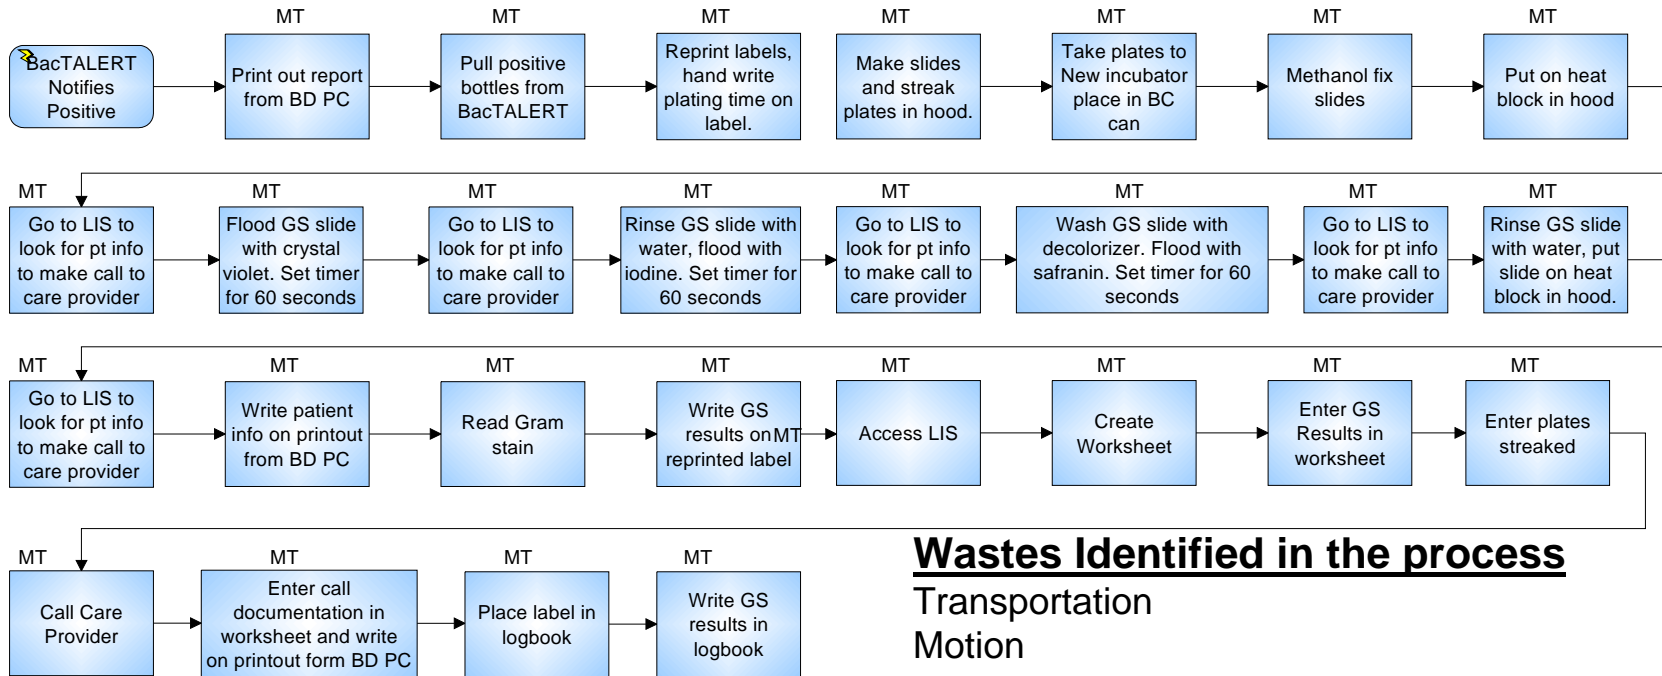 MT
MT
MT
MT
MT
MT
MT
BacTALERT
Notifies
Positive
Print out report
from BD PC
Pull positive
bottles from
BacTALERT
Reprint labels,
hand write
plating time on
label.
Make slides
and streak
plates in hood.
Take plates to
New incubator
place in BC
can
Methanol fix
slides
Put on heat
block in hood
MT
MT
MT
MT
MT
MT
MT
MT
Go to LIS to
look for pt info
to make call to
care provider
Flood GS slide
with crystal
violet. Set timer
for 60 seconds
Go to LIS to
look for pt info
to make call to
care provider
Rinse GS slide with
water, flood with
iodine. Set timer for
60 seconds
Go to LIS to
look for pt info
to make call to
care provider
Wash GS slide with
decolorizer. Flood with
safranin. Set timer for 60
seconds
Go to LIS to
look for pt info
to make call to
care provider
Rinse GS slide
with water, put
slide on heat
block in hood.
MT
MT
MT
MT
MT
MT
MT
MT
Go to LIS to
look for pt info
to make call to
care provider
Write patient
info on printout
from BD PC
Read Gram
stain
Write GS
results on MT
reprinted label
Access LIS
Create
Worksheet
Enter GS
Results in
worksheet
Enter plates
streaked
MT
MT
MT
MT
Call Care
Provider
Enter call
documentation in
worksheet and write
on printout form BD PC
Place label in
logbook
Write GS
results in
logbook
Wastes Identified in the process
Transportation
Motion